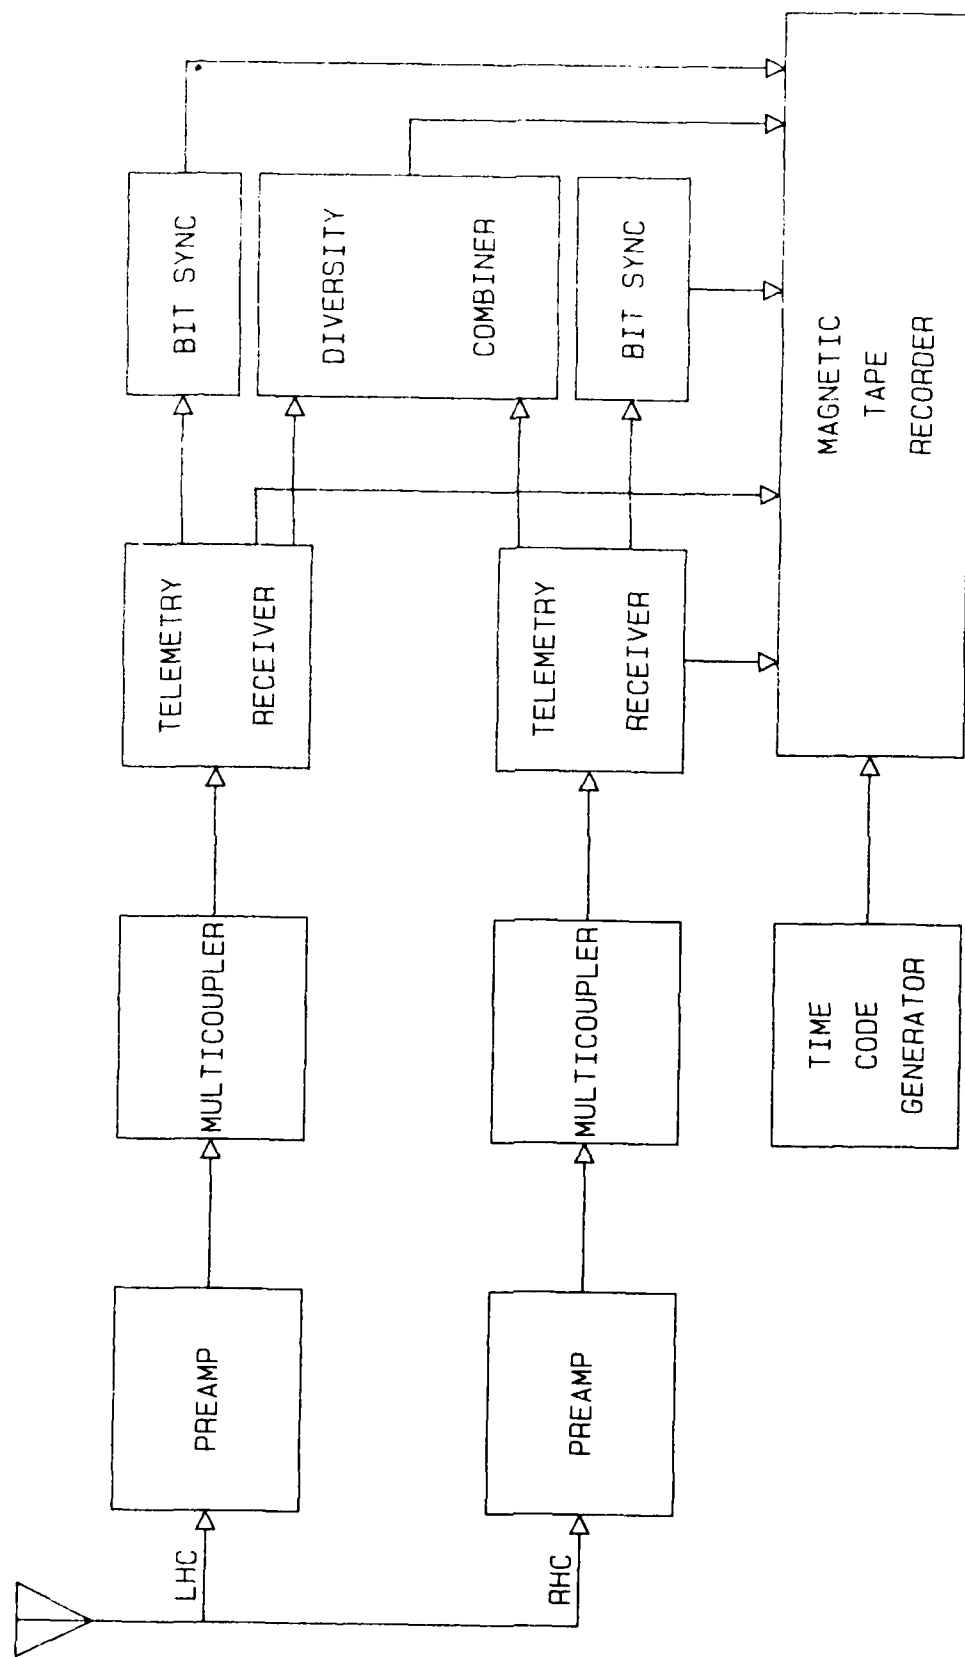 LHC
PREAMP
MULTICOUPLER
TELEMETRY
RECEIVER
BIT SYNC
DIVERSITY
COMBINER
RHC
PREAMP
MULTICOUPLER
TELEMETRY
RECEIVER
BIT SYNC
TIME
CODE
GENERATOR
MAGNETIC
TAPE
RECORDER